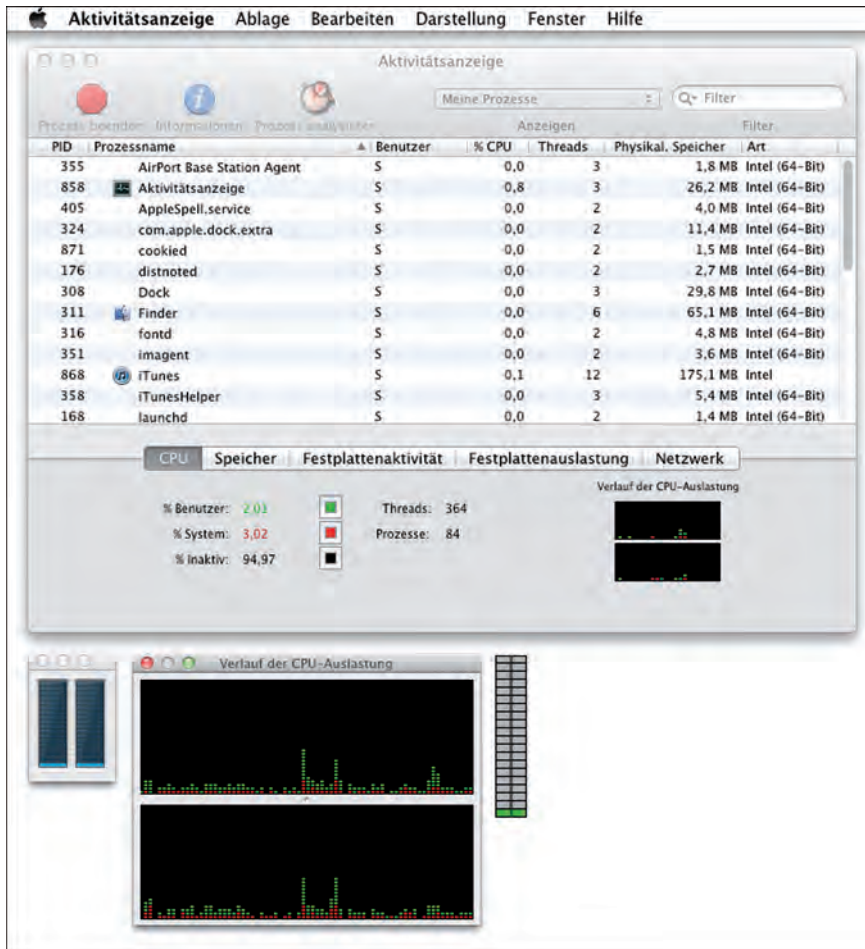 Aktivitätsanzeige Ablage Bearbeiten Darstellung Fenster Hilfe
Aktivitätsanzeige
Meine Prozesse Filter
Prozess beenden Informationen Prozess analysieren Anzeigen Filter
PID Prozessname Benutzer % CPU Threads Physikal. Speicher Art
355 AirPort Base Station Agent S 0,0 3 1,8 MB Intel (64-Bit)
858 Aktivitätsanzeige S 0,8 3 26,2 MB Intel (64-Bit)
405 AppleSpell.service S 0,0 2 4,0 MB Intel (64-Bit)
324 com.apple.dock.extra S 0,0 2 11,4 MB Intel (64-Bit)
871 cookied S 0,0 2 1,5 MB Intel (64-Bit)
176 distnoted S 0,0 2 2,7 MB Intel (64-Bit)
308 Dock S 0,0 3 29,8 MB Intel (64-Bit)
311 Finder S 0,0 6 65,1 MB Intel (64-Bit)
316 fontd S 0,0 2 4,8 MB Intel (64-Bit)
351 imagent S 0,0 2 3,6 MB Intel (64-Bit)
868 iTunes S 0,1 12 175,1 MB Intel
358 iTunesHelper S 0,0 3 5,4 MB Intel (64-Bit)
168 launchd S 0,0 2 1,4 MB Intel (64-Bit)
CPU Speicher Festplattenaktivität Festplattenauslastung Netzwerk
Verlauf der CPU-Auslastung
% Benutzer: 2,01 Threads: 364
% System: 3,02 Prozesse: 84
% Inaktiv: 94,97
Verlauf der CPU-Auslastung